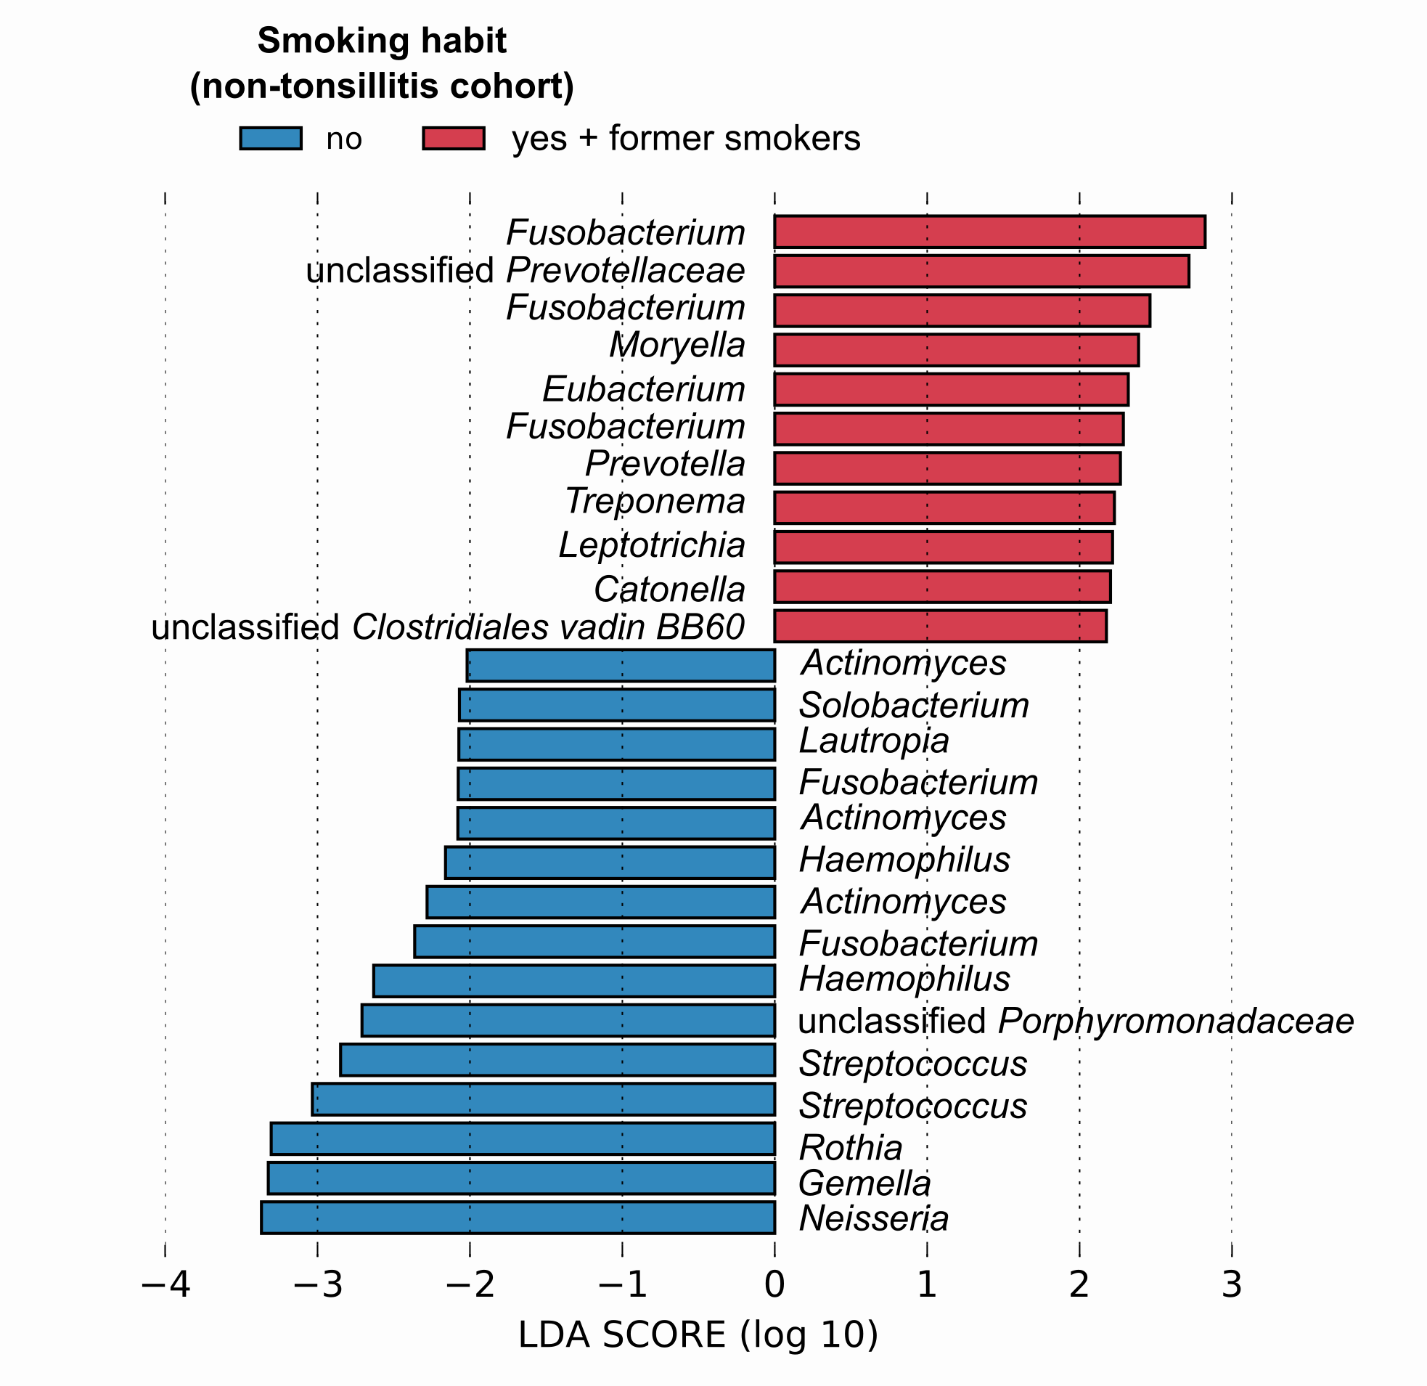 Smoking habit
(non-tonsillitis cohort)
no yes + former smokers
Fusobacterium
unclassified Prevotellaceae
Fusobacterium
Moryella
Eubacterium
Fusobacterium
Prevotella
Treponema
Leptotrichia
Catonella
unclassified Clostridiales vadin BB60
Actinomyces
Solobacterium
Lautropia
Fusobacterium
Actinomyces
Haemophilus
Actinomyces
Fusobacterium
Haemophilus
unclassified Porphyromonadaceae
Streptococcus
Streptococcus
Rothia
Gemella
Neisseria
−4 −3 −2 −1 0 1 2 3
LDA SCORE (log 10)